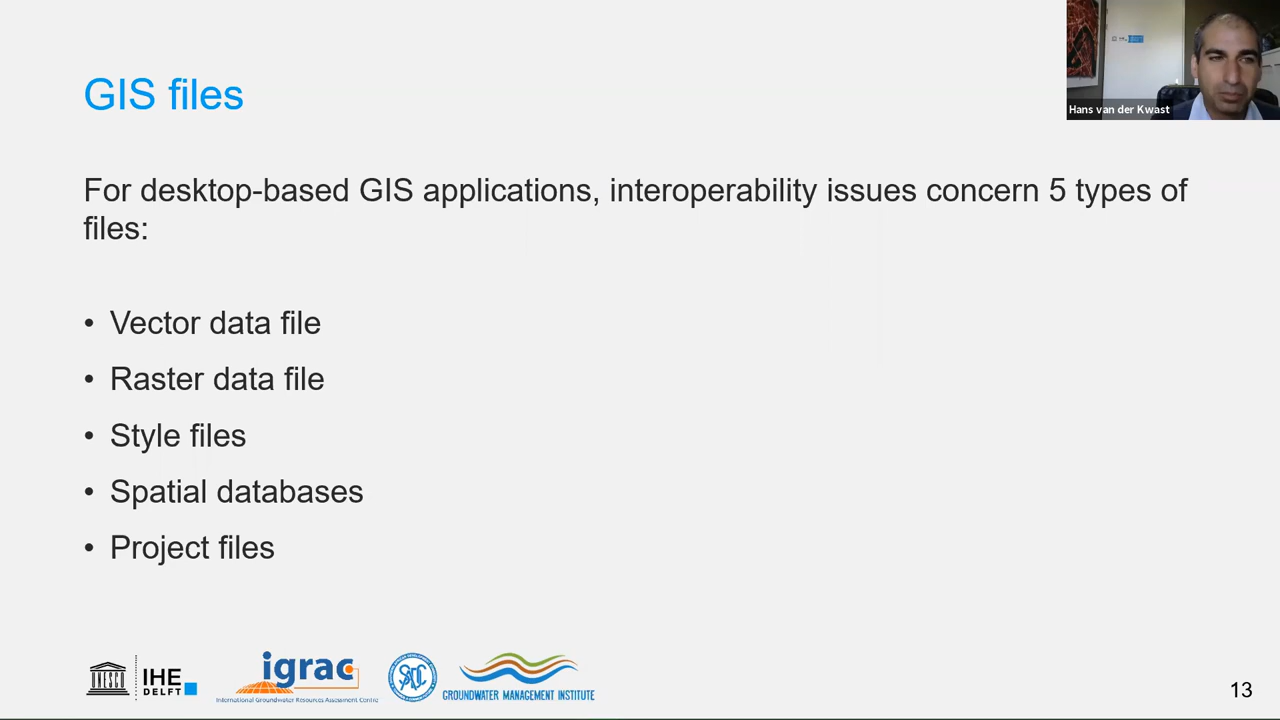 GIS files
Hans van der Kwast
For desktop-based GIS applications, interoperability issues concern 5 types of
files:
• Vector data file
• Raster data file
• Style files
• Spatial databases
• Project files
UNESCO
IHE
DELFT
igrac
International Groundwater Resources Assessment Centre
GROUNDWATER MANAGEMENT INSTITUTE
13